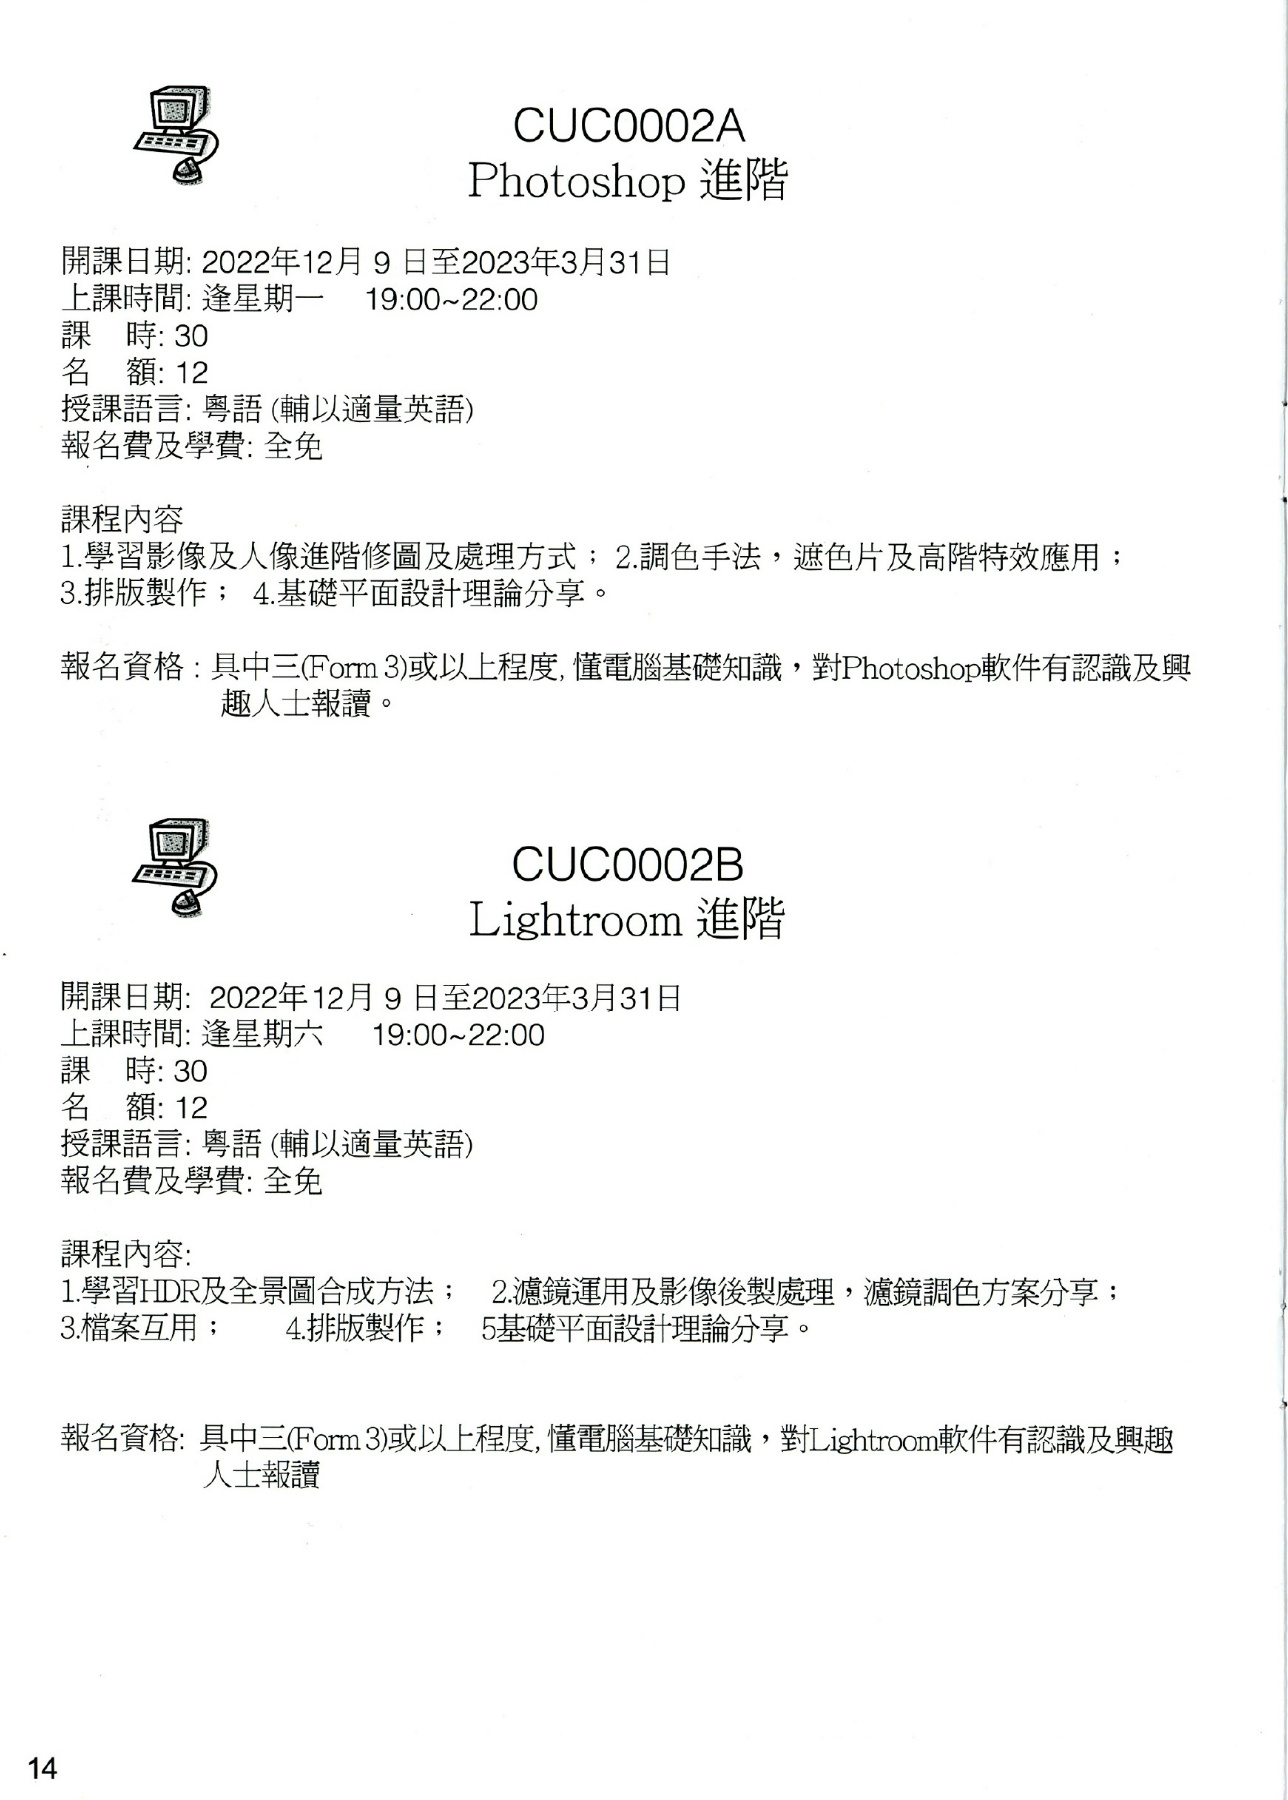 CUC0002A
Photoshop 進階
開課日期: 2022年12月 9 日至2023年3月31日
上課時間: 逢星期一 19:00~22:00
課 時: 30
名 額: 12
授課語言: 粵語 (輔以適量英語)
報名費及學費: 全免
課程內容
1.學習影像及人像進階修圖及處理方式； 2.調色手法，遮色片及高階特效應用；
3.排版製作； 4.基礎平面設計理論分享。
報名資格 : 具中三(Form 3)或以上程度, 懂電腦基礎知識，對Photoshop軟件有認識及興
趣人士報讀。
CUC0002B
Lightroom 進階
開課日期: 2022年12月 9 日至2023年3月31日
上課時間: 逢星期六 19:00~22:00
課 時: 30
名 額: 12
授課語言: 粵語 (輔以適量英語)
報名費及學費: 全免
課程內容:
1.學習HDR及全景圖合成方法； 2.濾鏡運用及影像後製處理，濾鏡調色方案分享；
3.檔案互用； 4.排版製作； 5基礎平面設計理論分享。
報名資格: 具中三(Form 3)或以上程度, 懂電腦基礎知識，對Lightroom軟件有認識及興趣
人士報讀
14